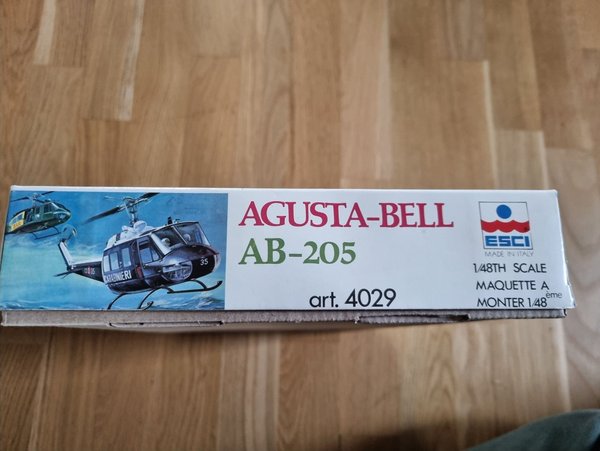 AGUSTA-BELL
AB-205
art. 4029
ESCI
MADE IN ITALY
1/48TH SCALE
MAQUETTE A
MONTER 1/48ème
CARABINIERI
35